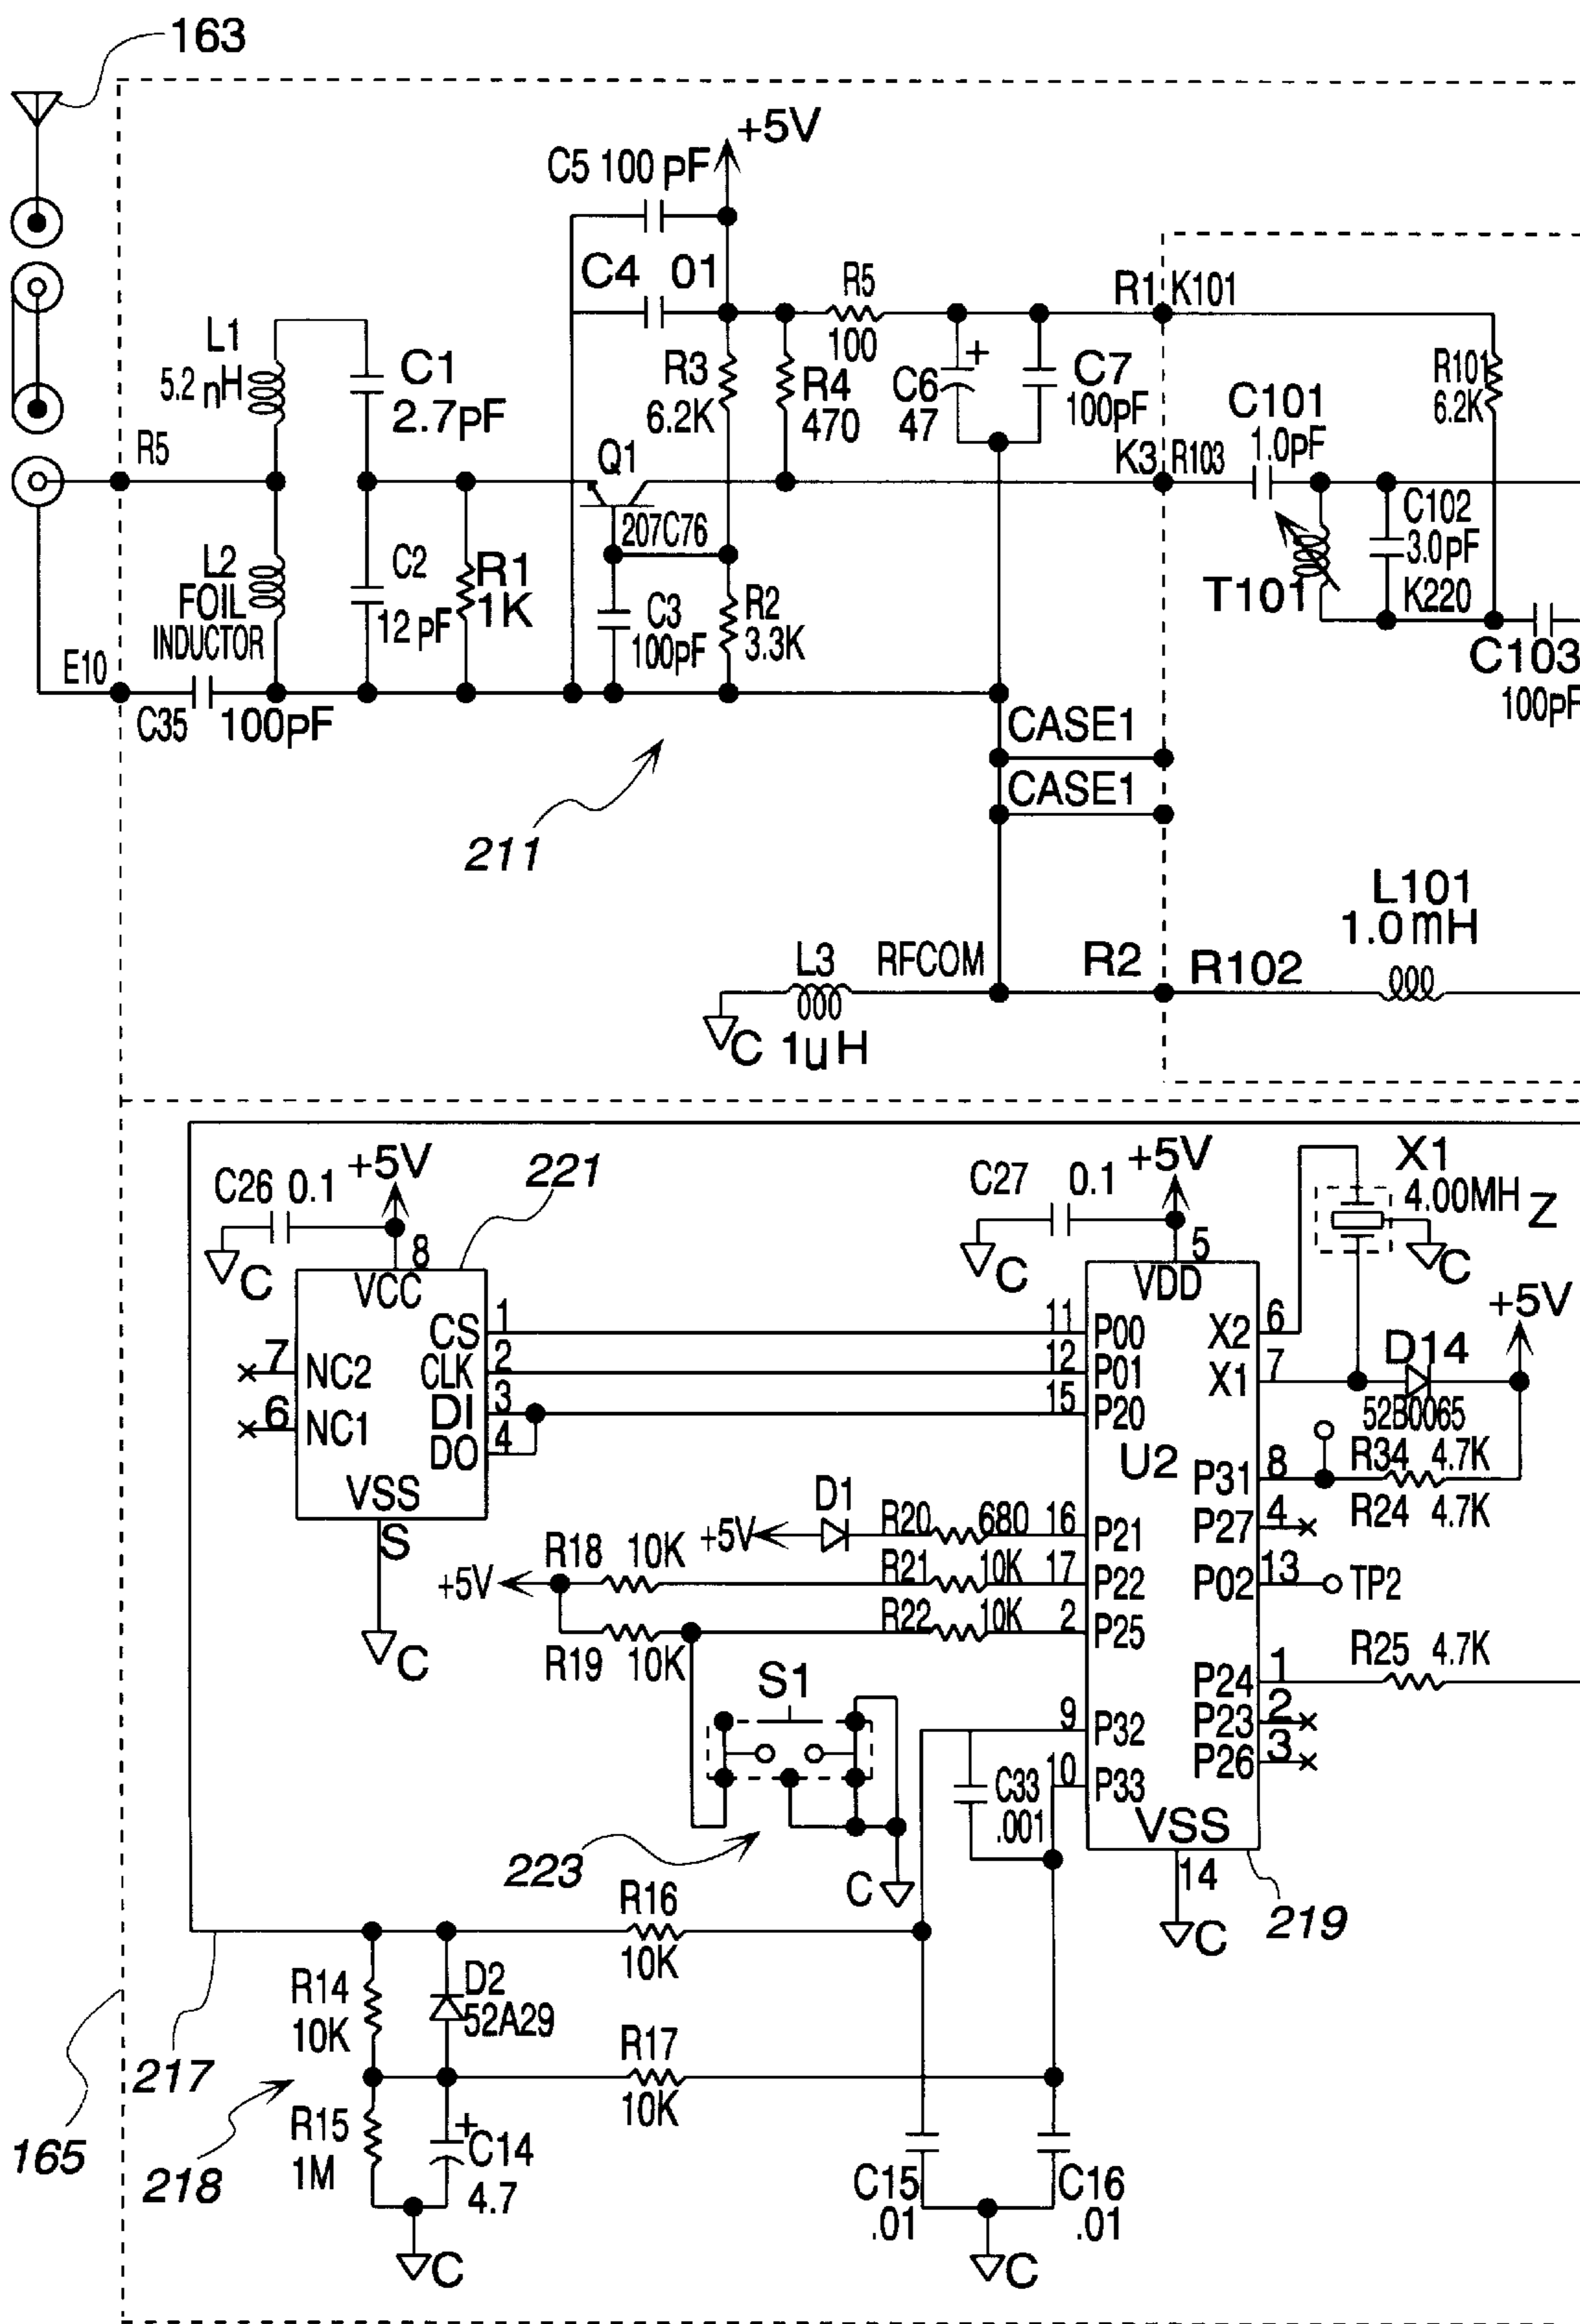 163
+5V
C5 100 pF
C4 01
R5
100
R1
K101
L1
5.2 nH
C1
2.7pF
R3
6.2K
R4
470
C6
+
47
C7
100pF
R101
6.2K
C101
1.0pF
R5
Q1
K3
R103
207C76
C102
3.0pF
K220
T101
L2
FOIL
INDUCTOR
C2
12 pF
R1
1K
C3
100pF
R2
3.3K
C103
100pF
E10
C35
100pF
CASE1
CASE1
211
L101
1.0mH
L3
RFCOM
R2
R102
C
1uH
C26 0.1
+5V
221
C27 0.1
+5V
X1
4.00MH Z
C
8
C
5
C
VCC
VDD
+5V
CS 1
11 P00
X2 6
7 NC2
CLK 2
12 P01
X1 7
D14
52B0065
6 NC1
DI 3
15 P20
DO 4
U2
P31 8
R34 4.7K
VSS
S
D1
+5V
R20 680
16 P21
P27 4
R24 4.7K
R18 10K
+5V
R21 10K
17 P22
P02 13
TP2
R22 10K
2 P25
R19 10K
C
R25 4.7K
P24 1
S1
P23 2
9 P32
P26 3
C33
.001
10 P33
VSS
223
C
14
219
C
R16
10K
R14
10K
D2
52A29
217
R17
10K
218
R15
1M
+
C14
4.7
165
C15
.01
C16
.01
C
C